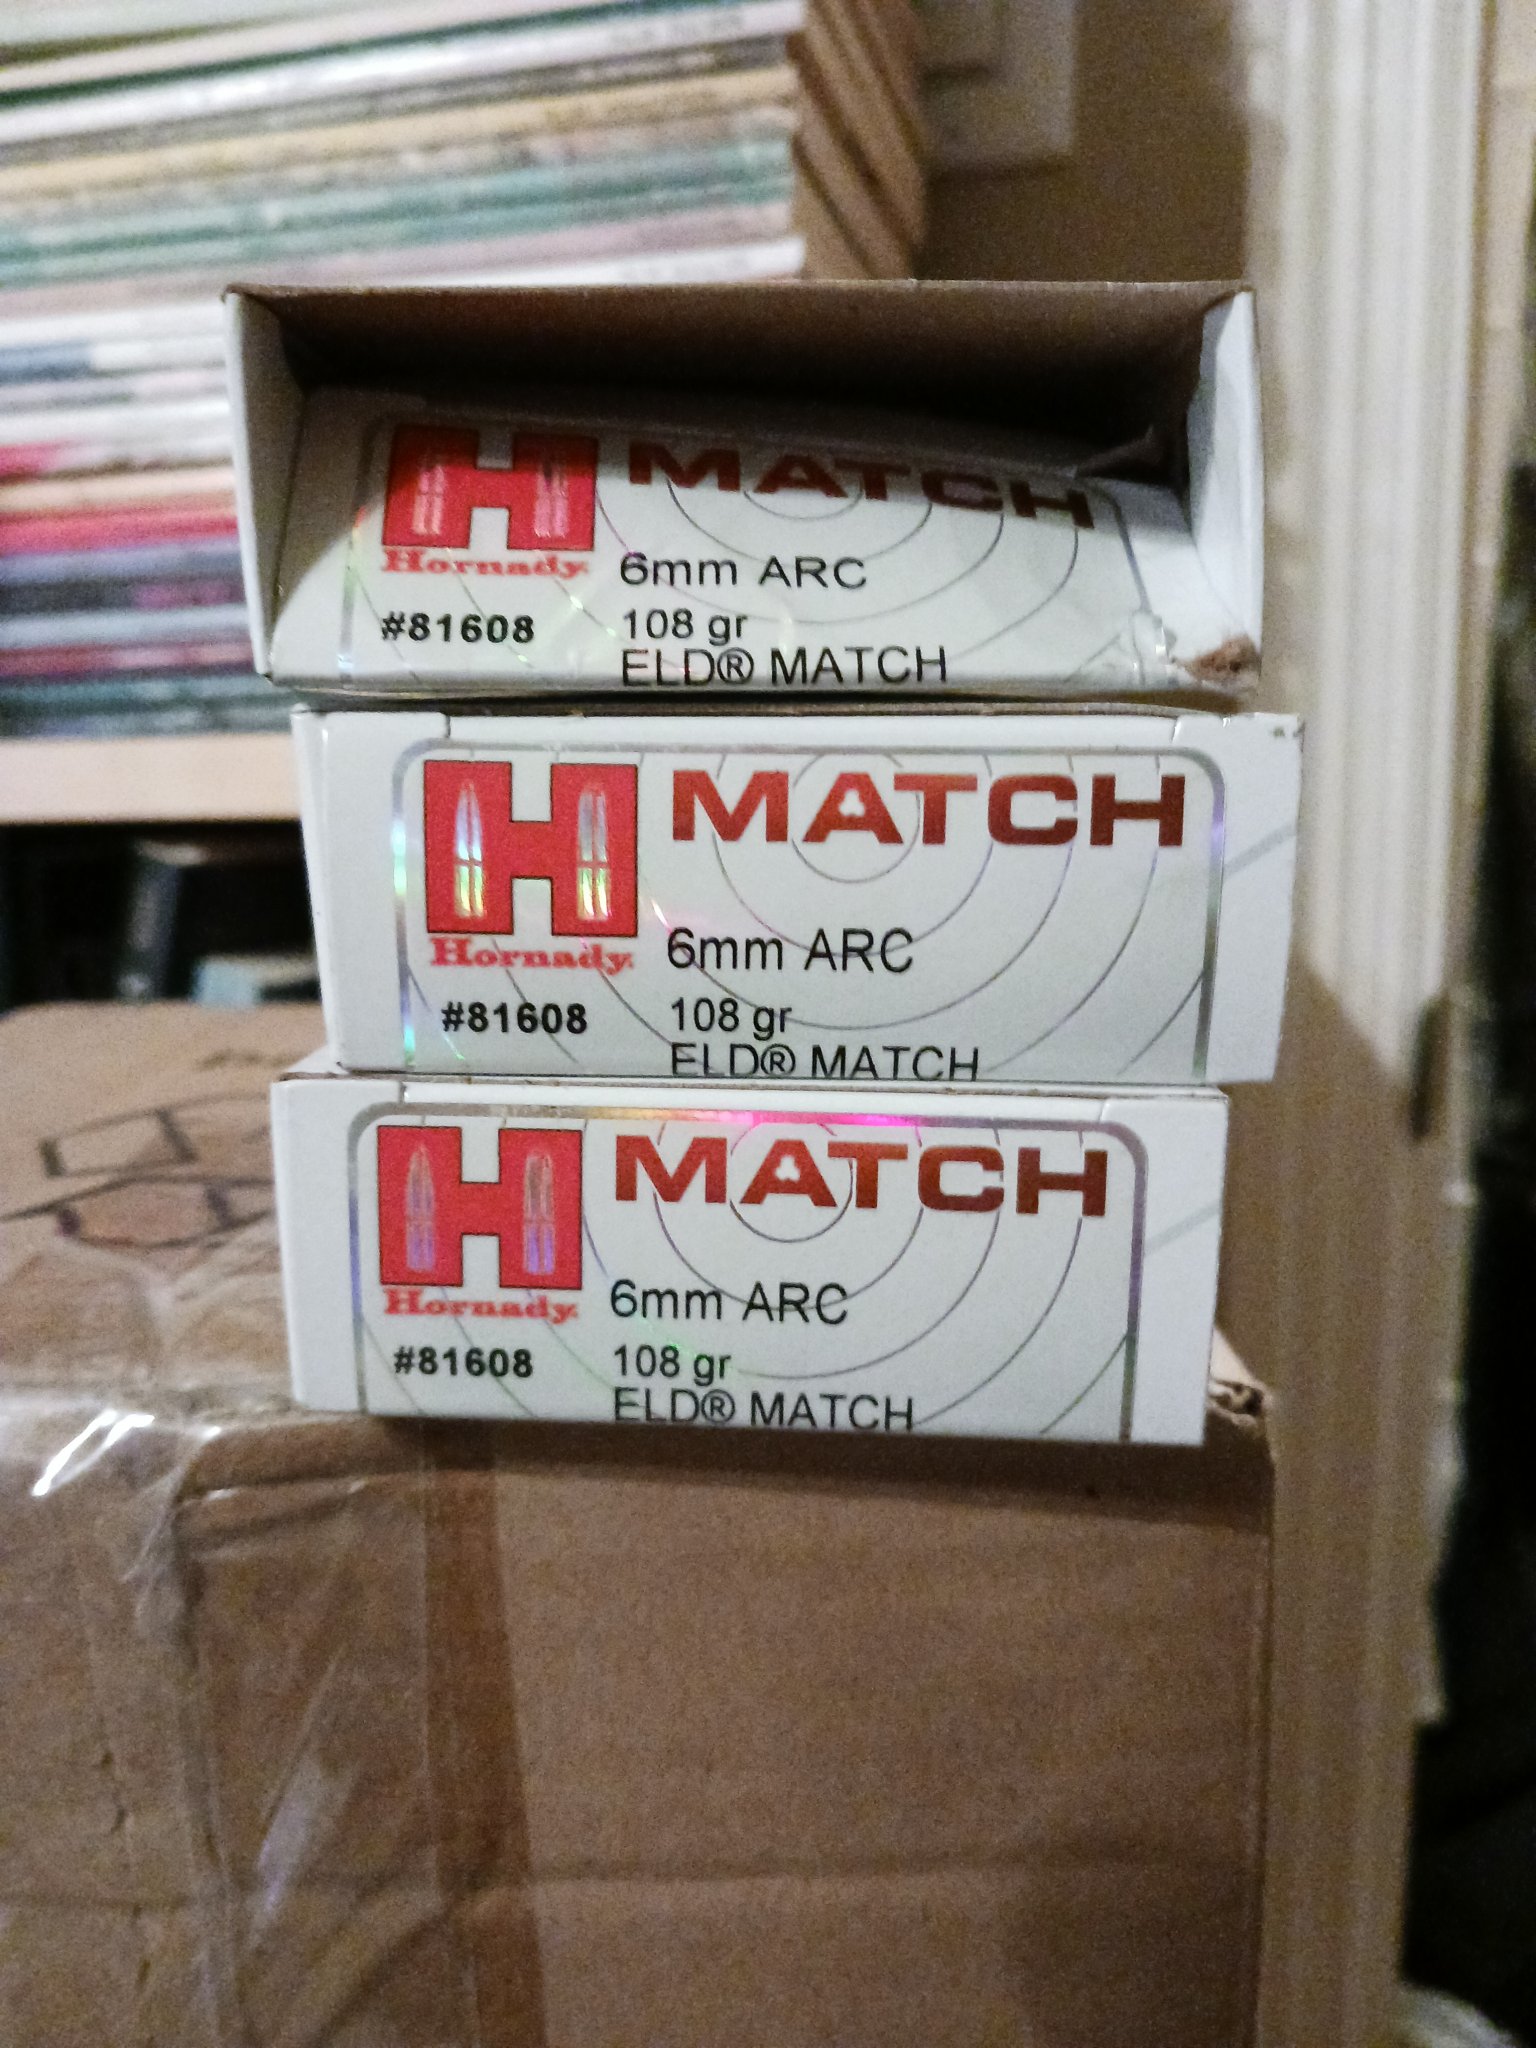 H MATCH
Hornady
6mm ARC
#81608 108 gr
ELD® MATCH
H MATCH
Hornady
6mm ARC
#81608 108 gr
ELD® MATCH
H MATCH
Hornady
6mm ARC
#81608 108 gr
ELD® MATCH